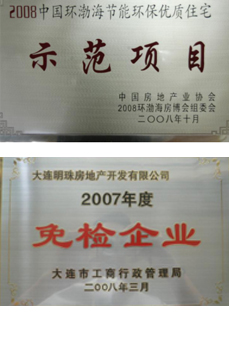 2008中国环渤海节能环保优质住宅
示范项目
中国房地产业协会
2008环渤海房博会组委会
二〇〇八年十月
大连明珠房地产开发有限公司
2007年度
免检企业
大连市工商行政管理局
二〇〇八年三月